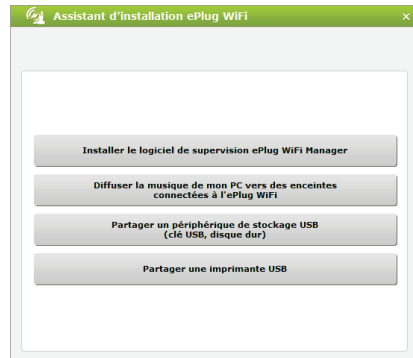 Assistant d'installation ePlug WiFi
Installer le logiciel de supervision ePlug WiFi Manager
Diffuser la musique de mon PC vers des enceintes
connectées à l'ePlug WiFi
Partager un périphérique de stockage USB
(clé USB, disque dur)
Partager une imprimante USB